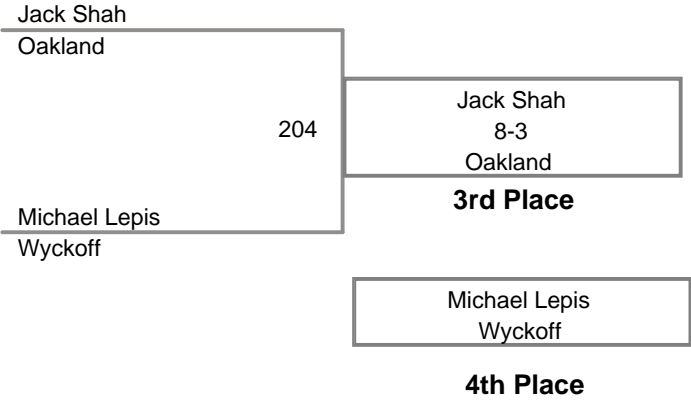 Jack Shah
Oakland
204
Jack Shah
8-3
Oakland
3rd Place
Michael Lepis
Wyckoff
Michael Lepis
Wyckoff
4th Place